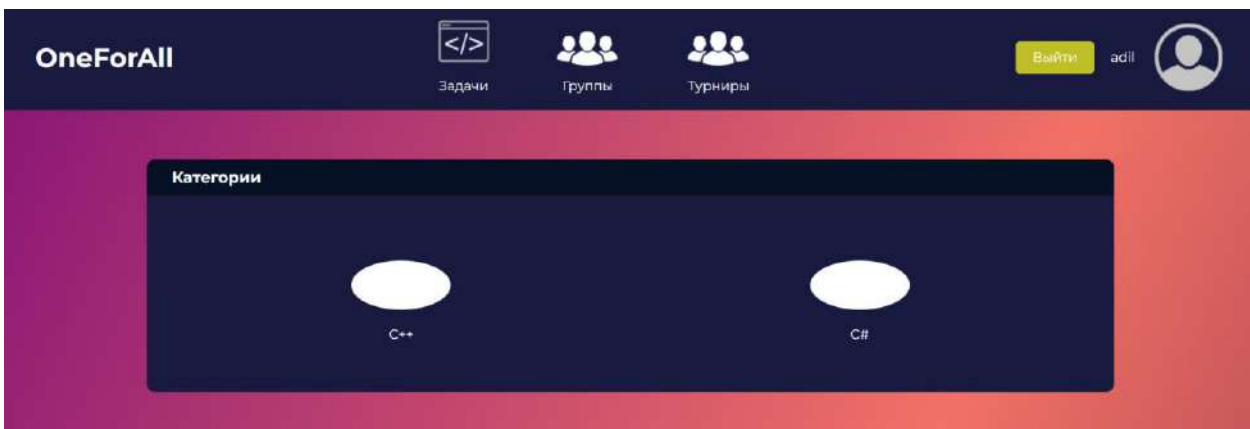 OneForAll
</>
Задачи
Группы
Турниры
Выйти
adil
Категории
C++
C#